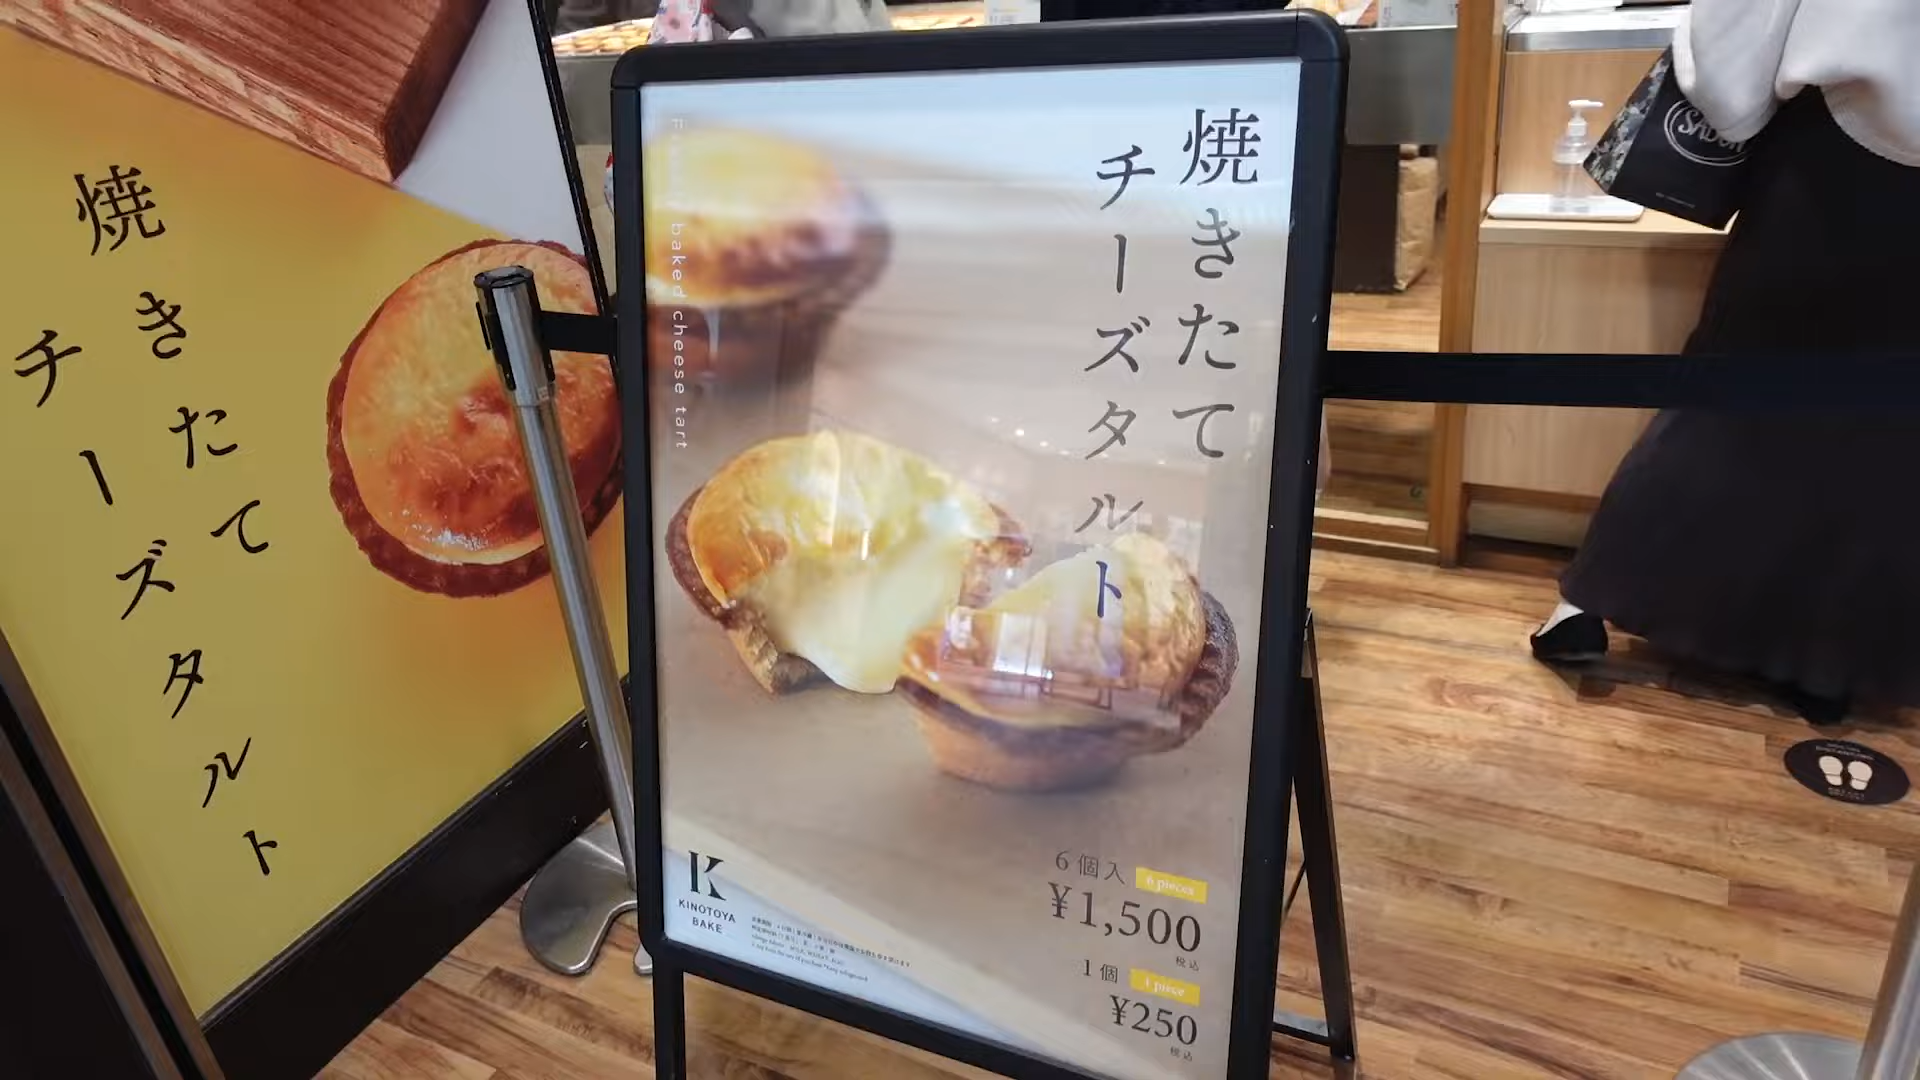 焼きたて
チーズタルト
焼きたて
チーズタルト
baked cheese tart
6個入 6 pieces
¥1,500
税込
1個 1 piece
¥250
税込
K
KINOTOYA
BAKE